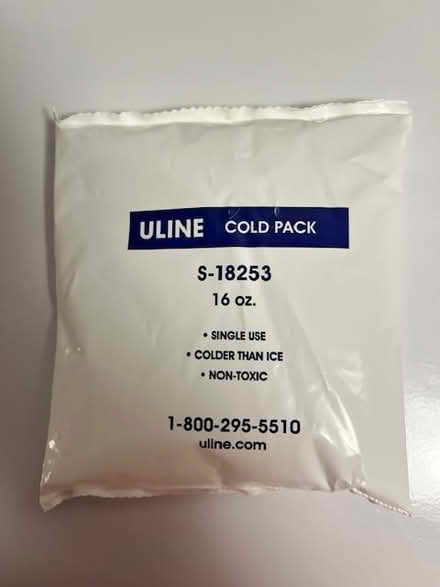 ULINE COLD PACK
S-18253
16 oz.
• SINGLE USE
• COLDER THAN ICE
• NON-TOXIC
1-800-295-5510
uline.com